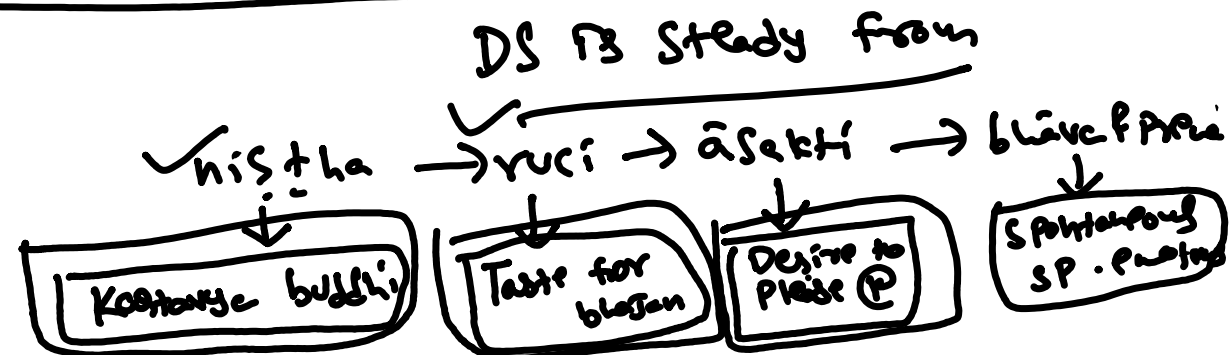 DS is steady from
niṣṭha → ruci → āsakti → bhāva & prema
Kartavya buddhi
Taste for
bhajan
Desire to
please Ⓟ
Spontaneous
sp. emotions